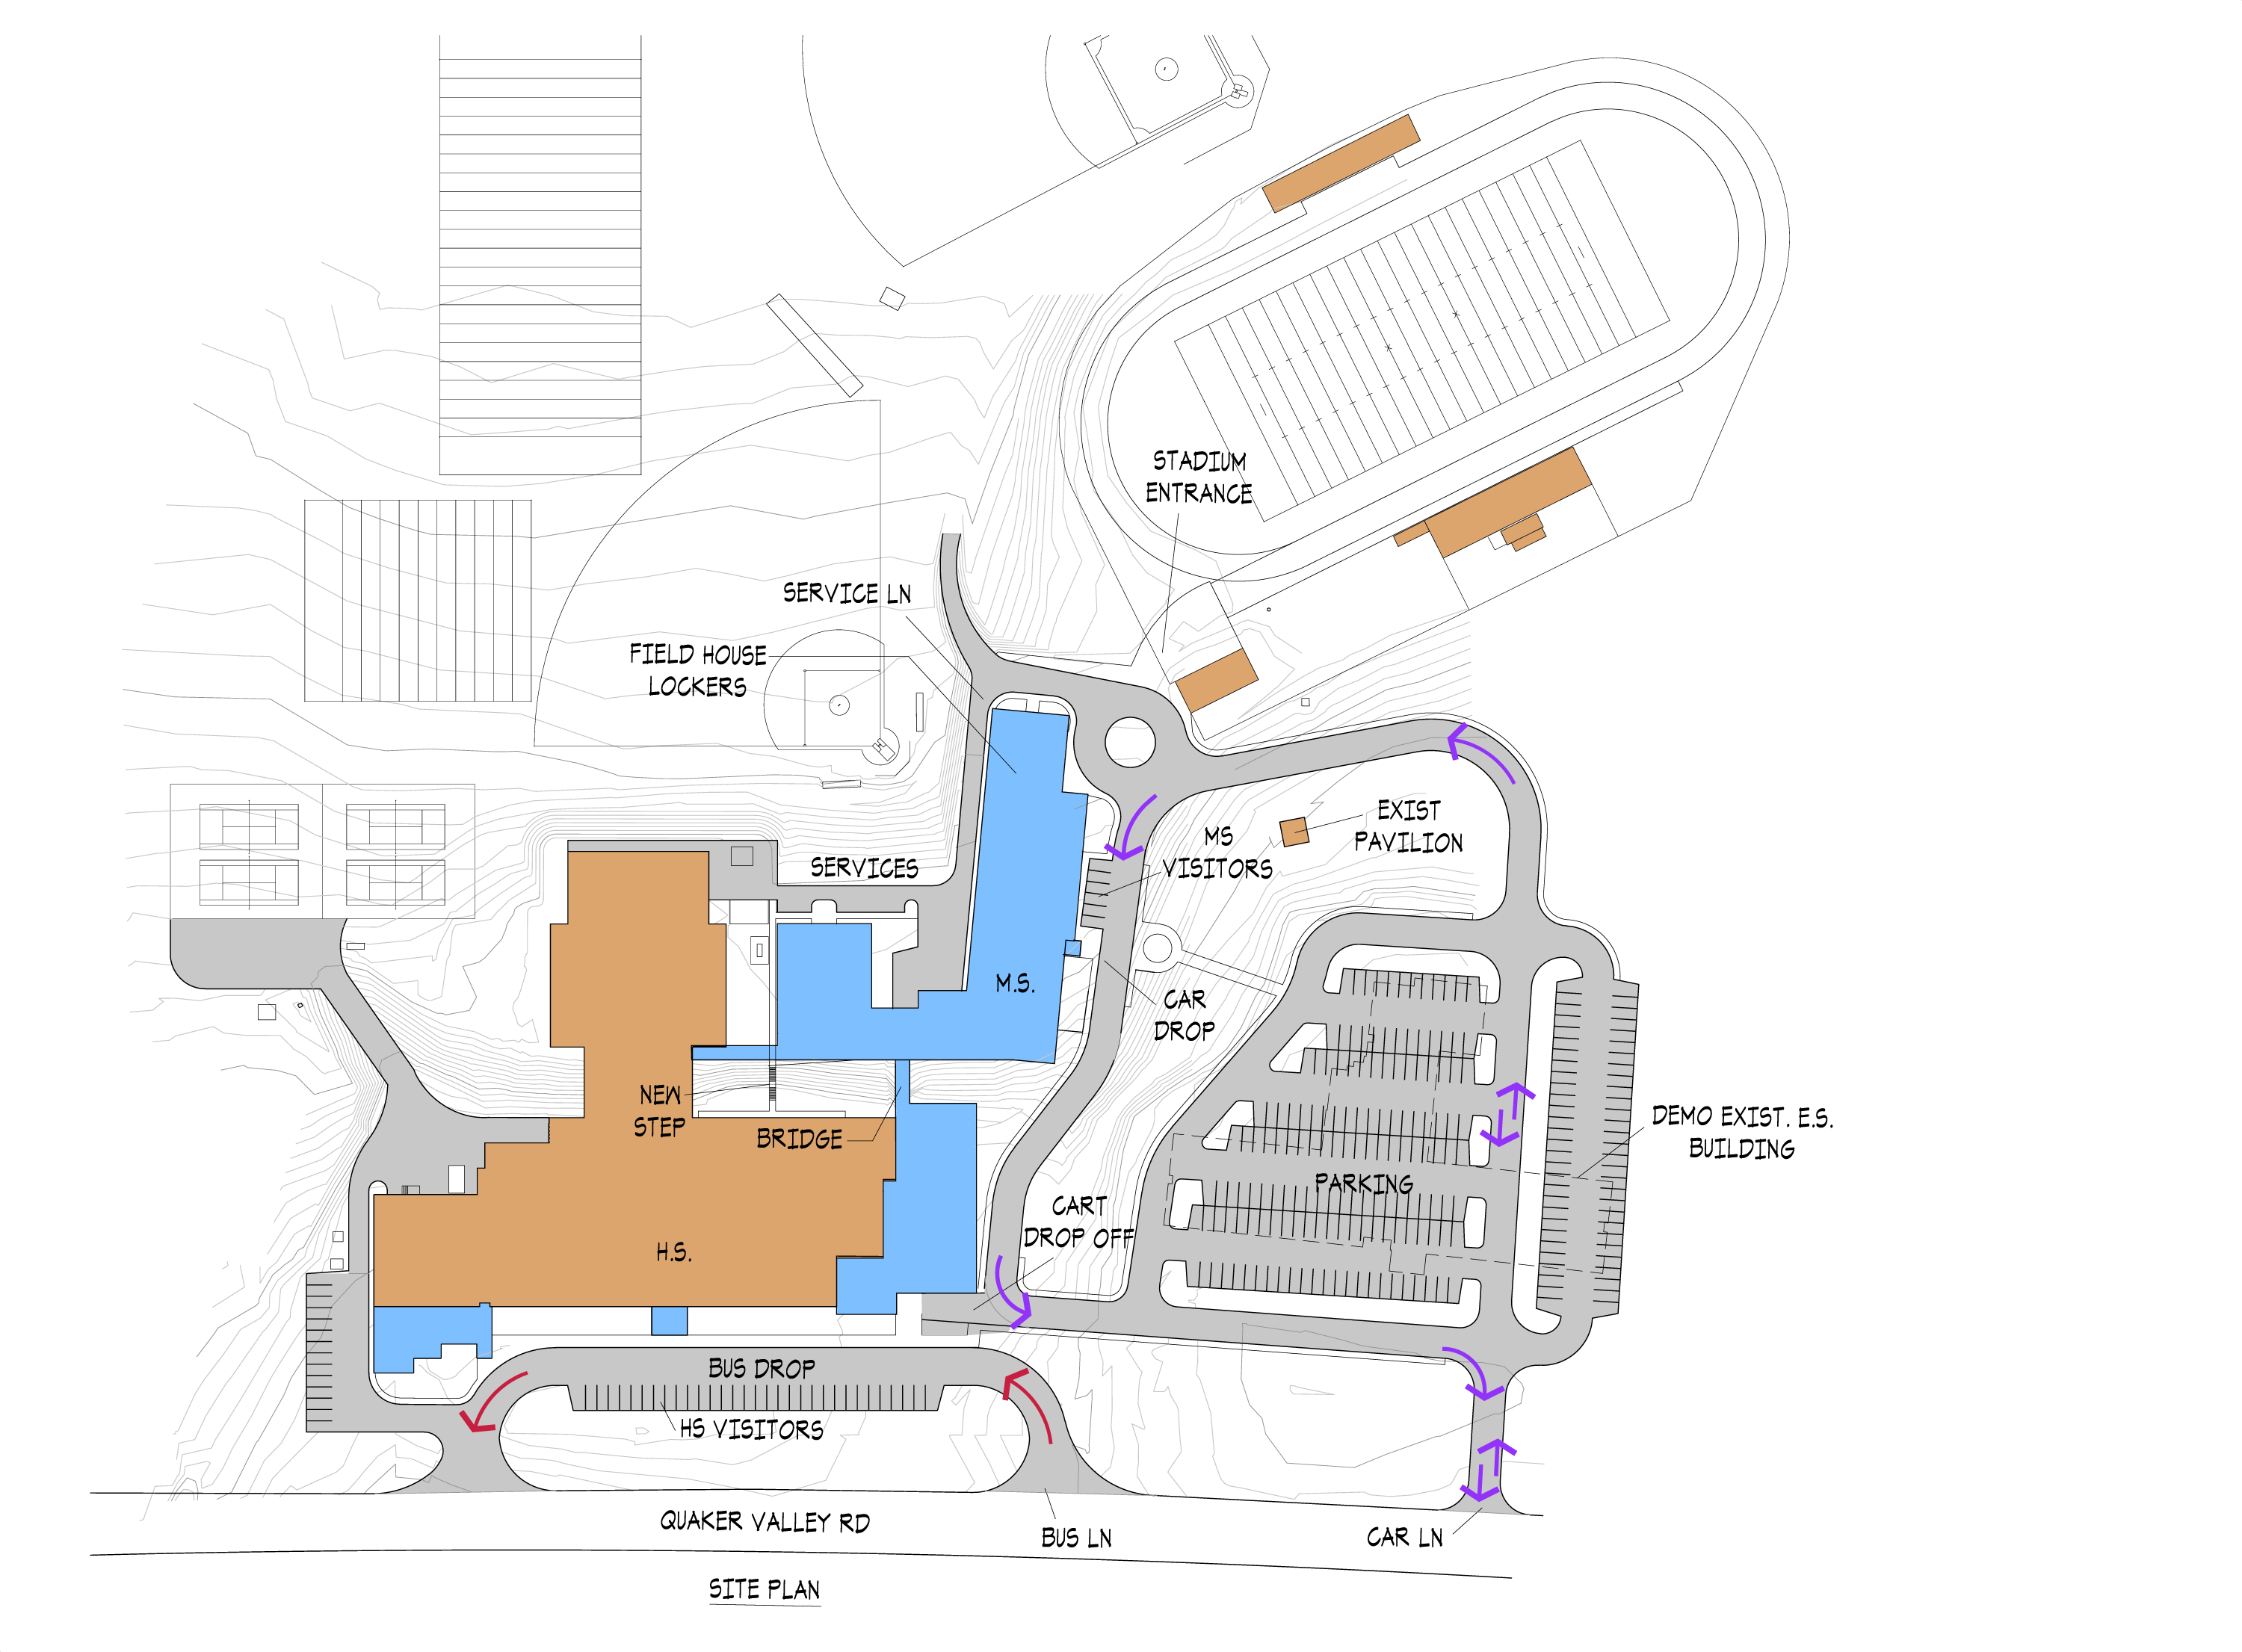 STADIUM
ENTRANCE
SERVICE LN
FIELD HOUSE
LOCKERS
EXIST
PAVILION
MS
VISITORS
SERVICES
M.S.
CAR
DROP
NEW
STEP
BRIDGE
DEMO EXIST. E.S.
BUILDING
PARKING
CART
DROP OFF
H.S.
BUS DROP
HS VISITORS
QUAKER VALLEY RD
BUS LN
CAR LN
SITE PLAN